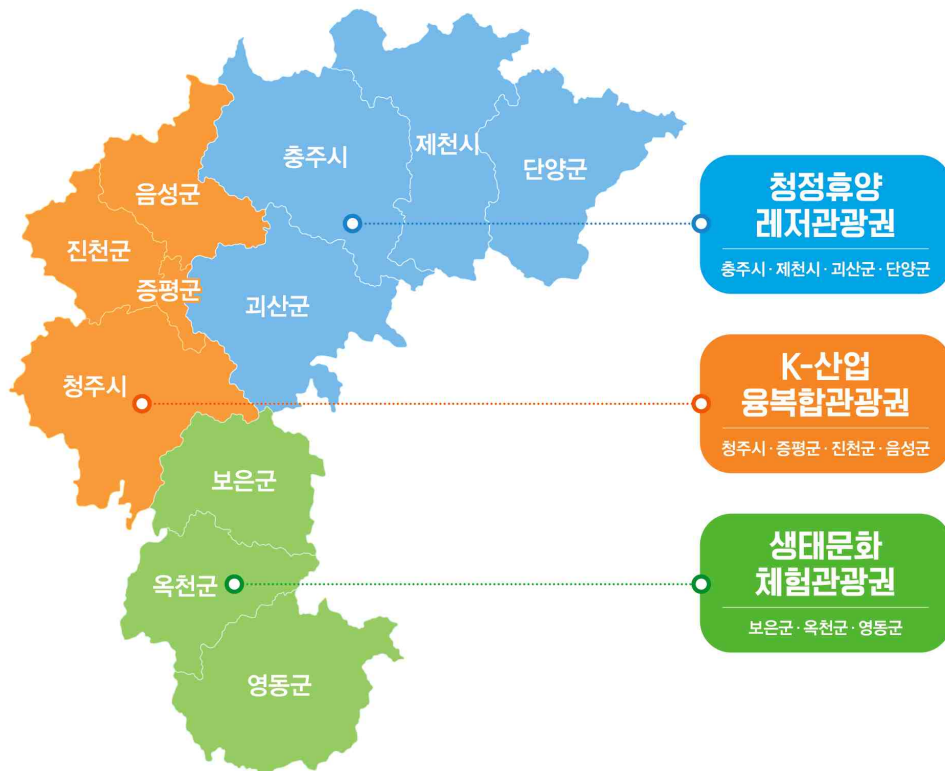 충주시
제천시
단양군
음성군
진천군
증평군
괴산군
청주시
보은군
옥천군
영동군
청정휴양
레저관광권
충주시·제천시·괴산군·단양군
K-산업
융복합관광권
청주시·증평군·진천군·음성군
생태문화
체험관광권
보은군·옥천군·영동군